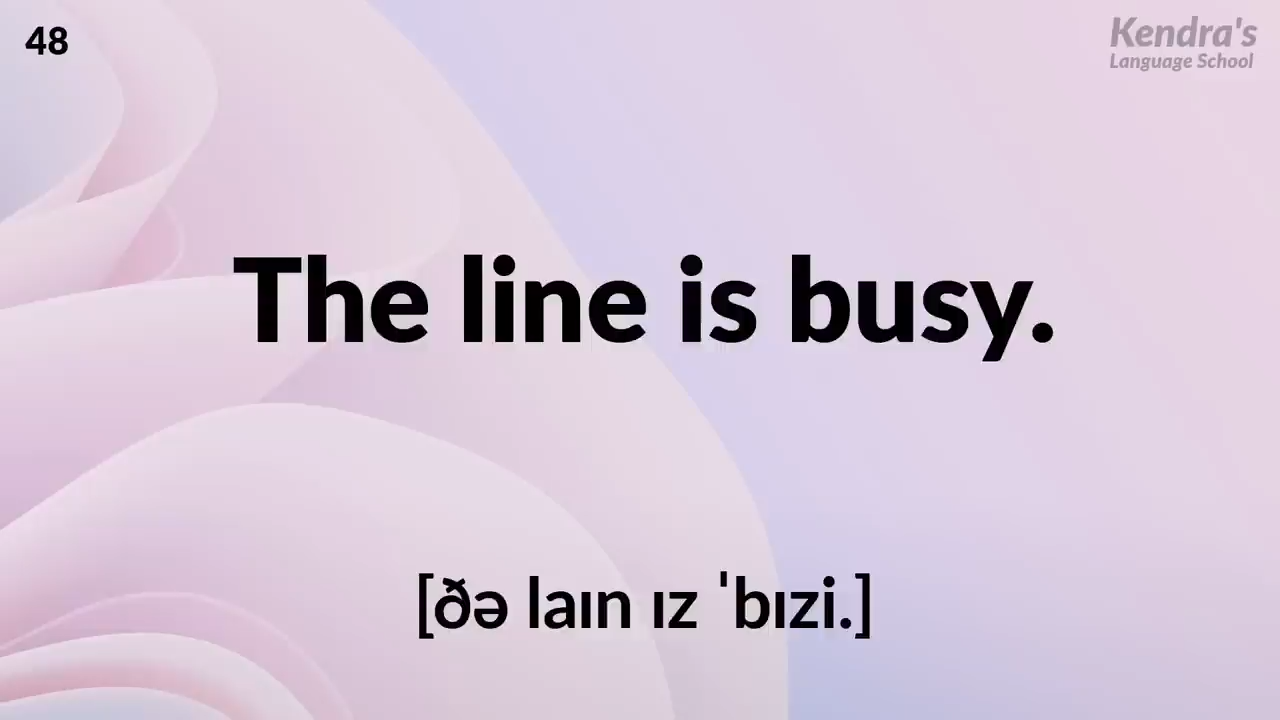 48
Kendra's
Language School
The line is busy.
[ðə laɪn ɪz ˈbɪzi.]